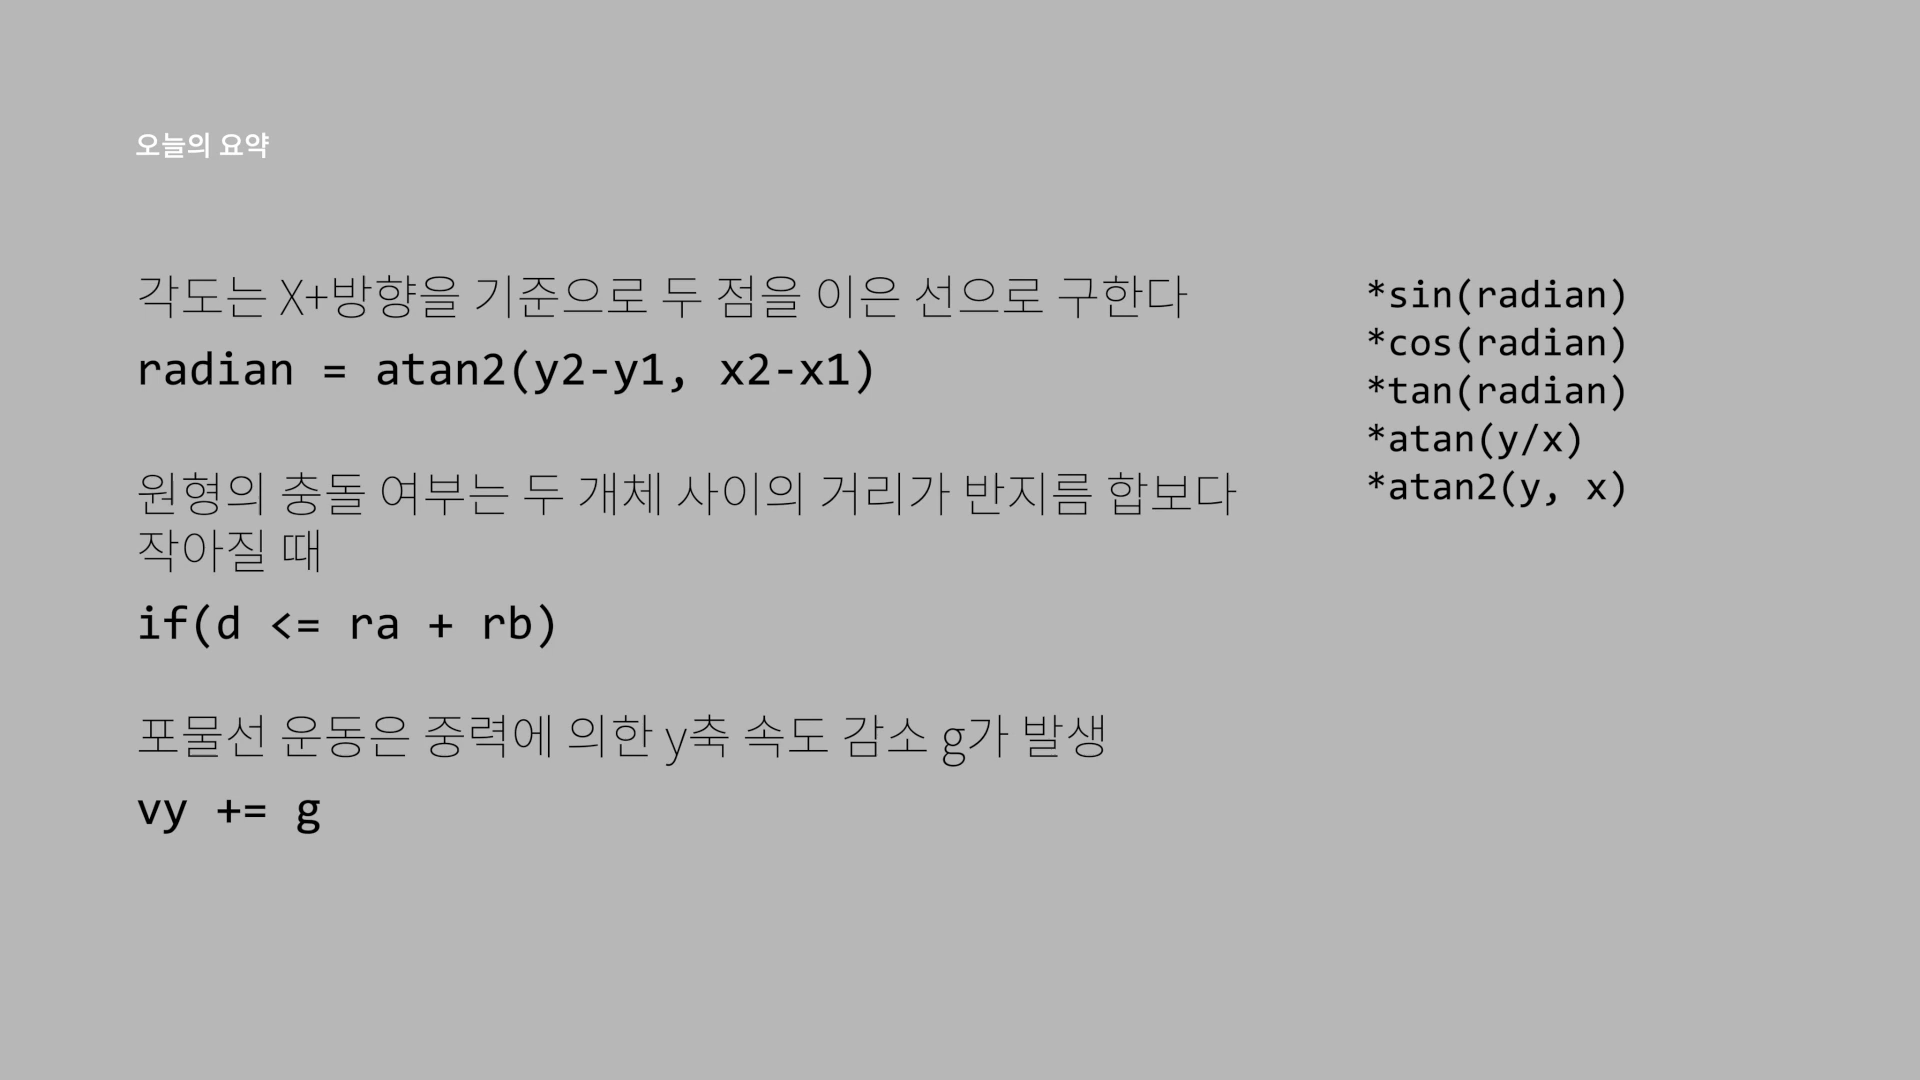 오늘의 요약
각도는 X+방향을 기준으로 두 점을 이은 선으로 구한다
radian = atan2(y2-y1, x2-x1)
원형의 충돌 여부는 두 개체 사이의 거리가 반지름 합보다
작아질 때
if(d <= ra + rb)
포물선 운동은 중력에 의한 y축 속도 감소 g가 발생
vy += g
*sin(radian)
*cos(radian)
*tan(radian)
*atan(y/x)
*atan2(y, x)